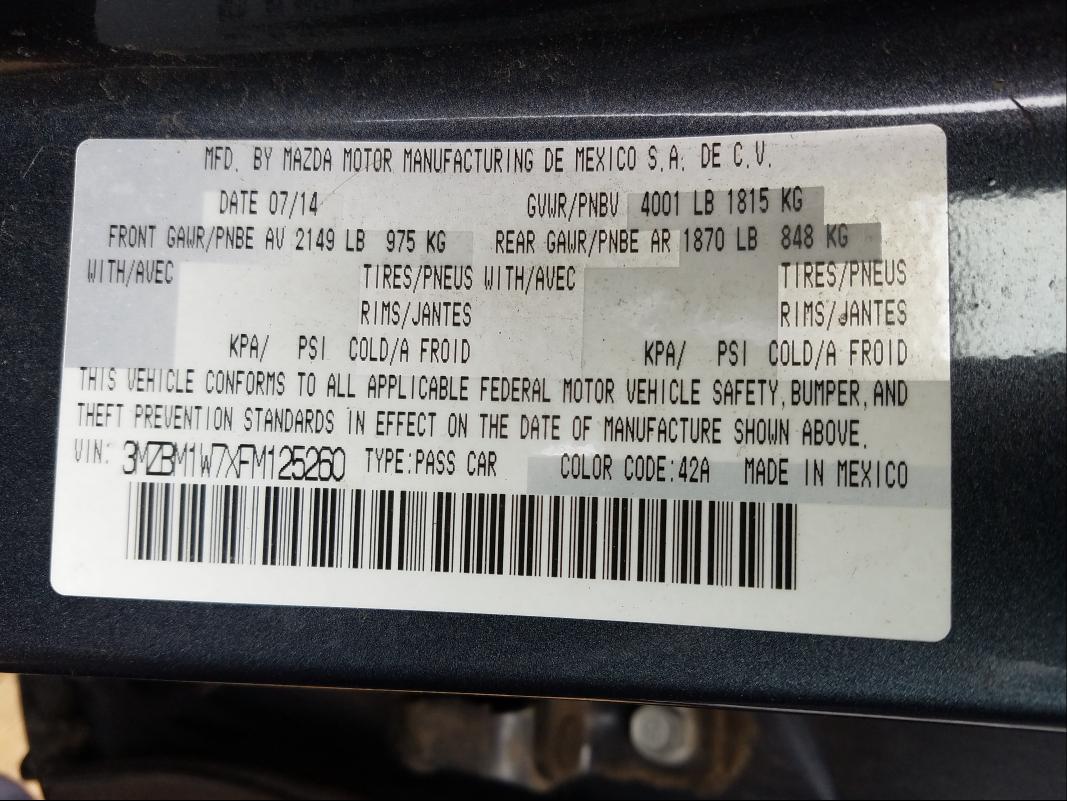 MFD. BY MAZDA MOTOR MANUFACTURING DE MEXICO S.A. DE C.V.
DATE 07/14 GVWR/PNBV 4001 LB 1815 KG
FRONT GAWR/PNBE AV 2149 LB 975 KG REAR GAWR/PNBE AR 1870 LB 848 KG
WITH/AVEC TIRES/PNEUS WITH/AVEC TIRES/PNEUS
RIMS/JANTES RIMS/JANTES
KPA/ PSI COLD/A FROID KPA/ PSI COLD/A FROID
THIS VEHICLE CONFORMS TO ALL APPLICABLE FEDERAL MOTOR VEHICLE SAFETY, BUMPER, AND
THEFT PREVENTION STANDARDS IN EFFECT ON THE DATE OF MANUFACTURE SHOWN ABOVE.
VIN: 3MZBM1W7XFM125260 TYPE:PASS CAR COLOR CODE:42A MADE IN MEXICO